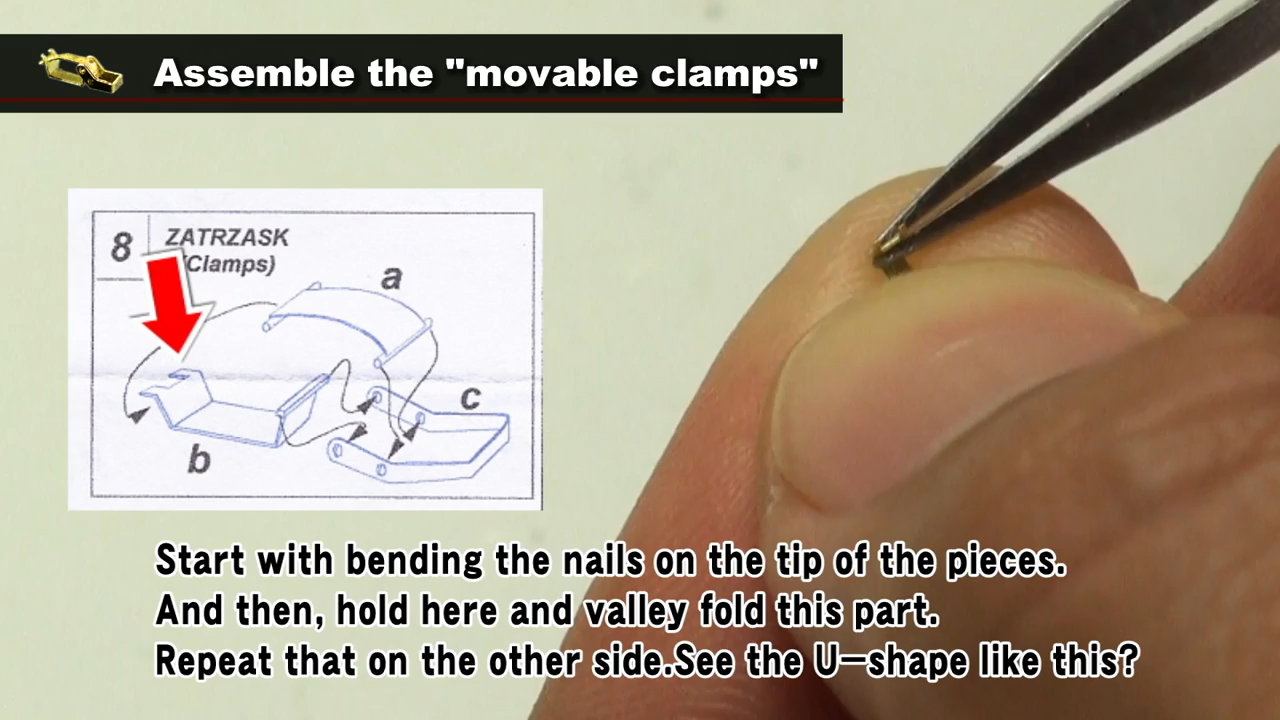 Assemble the "movable clamps"
8
ZATRZASK
(Clamps)
a
c
b
Start with bending the nails on the tip of the pieces.
And then, hold here and valley fold this part.
Repeat that on the other side.See the U-shape like this?